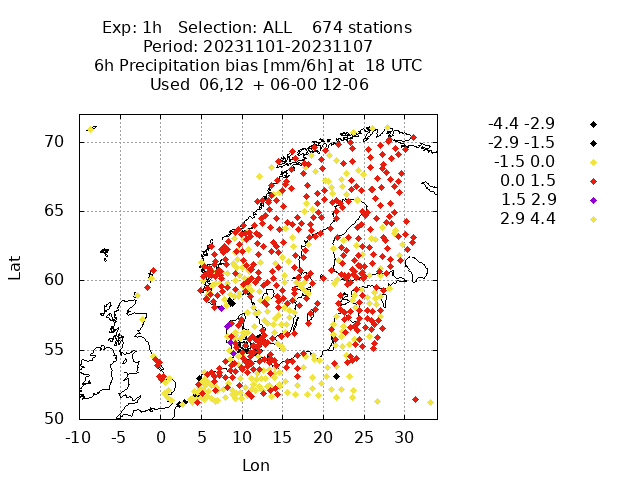 Exp: 1h   Selection: ALL    674 stations
Period: 20231101-20231107
6h Precipitation bias [mm/6h] at  18 UTC
Used  06,12  + 06-00 12-06
-4.4 -2.9
-2.9 -1.5
-1.5 0.0
0.0 1.5
1.5 2.9
2.9 4.4
70
65
60
55
50
Lat
-10 -5 0 5 10 15 20 25 30
Lon